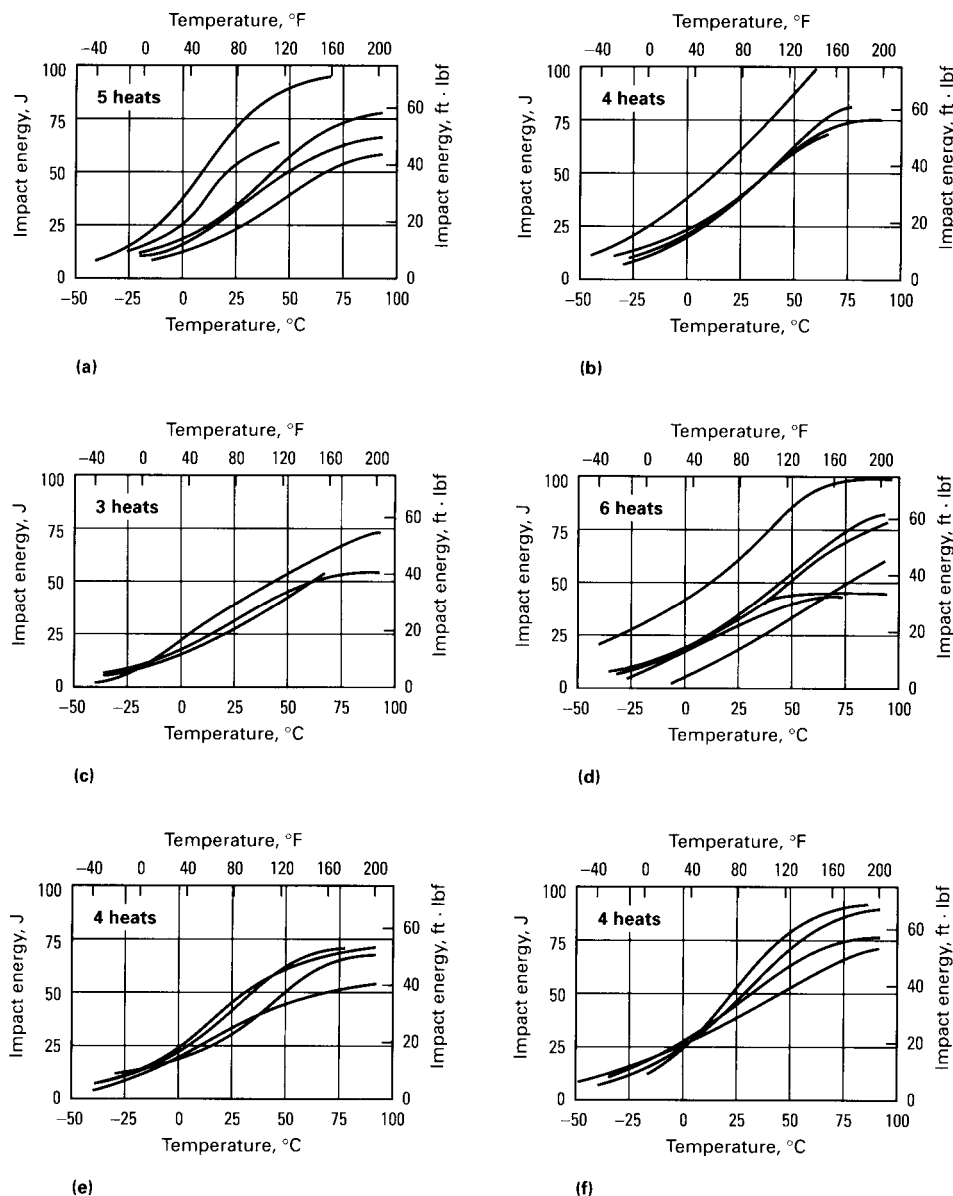 Temperature, °F
−40 0 40 80 120 160 200
100
75
50
25
0
Impact energy, J
5 heats
60
40
20
0
Impact energy, ft · lbf
−50 −25 0 25 50 75 100
Temperature, °C
(a)
Temperature, °F
−40 0 40 80 120 160 200
100
75
50
25
0
Impact energy, J
4 heats
60
40
20
0
Impact energy, ft · lbf
−50 −25 0 25 50 75 100
Temperature, °C
(b)
Temperature, °F
−40 0 40 80 120 160 200
100
75
50
25
0
Impact energy, J
3 heats
60
40
20
0
Impact energy, ft · lbf
−50 −25 0 25 50 75 100
Temperature, °C
(c)
Temperature, °F
−40 0 40 80 120 160 200
100
75
50
25
0
Impact energy, J
6 heats
60
40
20
0
Impact energy, ft · lbf
−50 −25 0 25 50 75 100
Temperature, °C
(d)
Temperature, °F
−40 0 40 80 120 160 200
100
75
50
25
0
Impact energy, J
4 heats
60
40
20
0
Impact energy, ft · lbf
−50 −25 0 25 50 75 100
Temperature, °C
(e)
Temperature, °F
−40 0 40 80 120 160 200
100
75
50
25
0
Impact energy, J
4 heats
60
40
20
0
Impact energy, ft · lbf
−50 −25 0 25 50 75 100
Temperature, °C
(f)